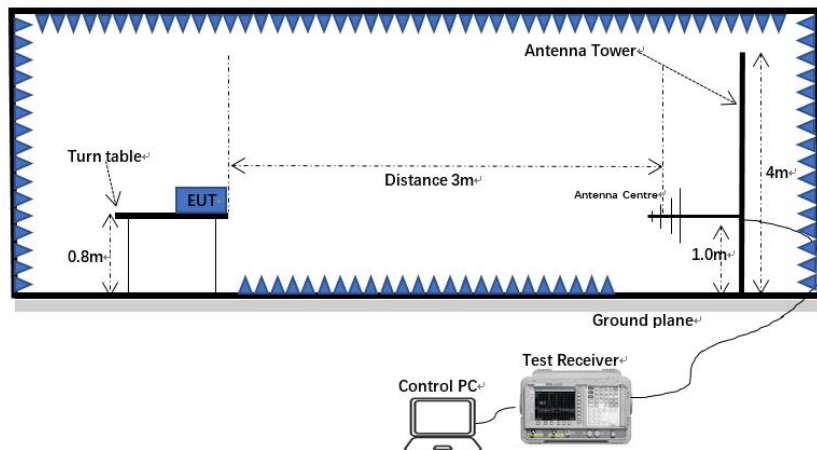 Antenna Tower
Turn table
Distance 3m
4m
EUT
Antenna Centre
0.8m
1.0m
Ground plane
Test Receiver
Control PC